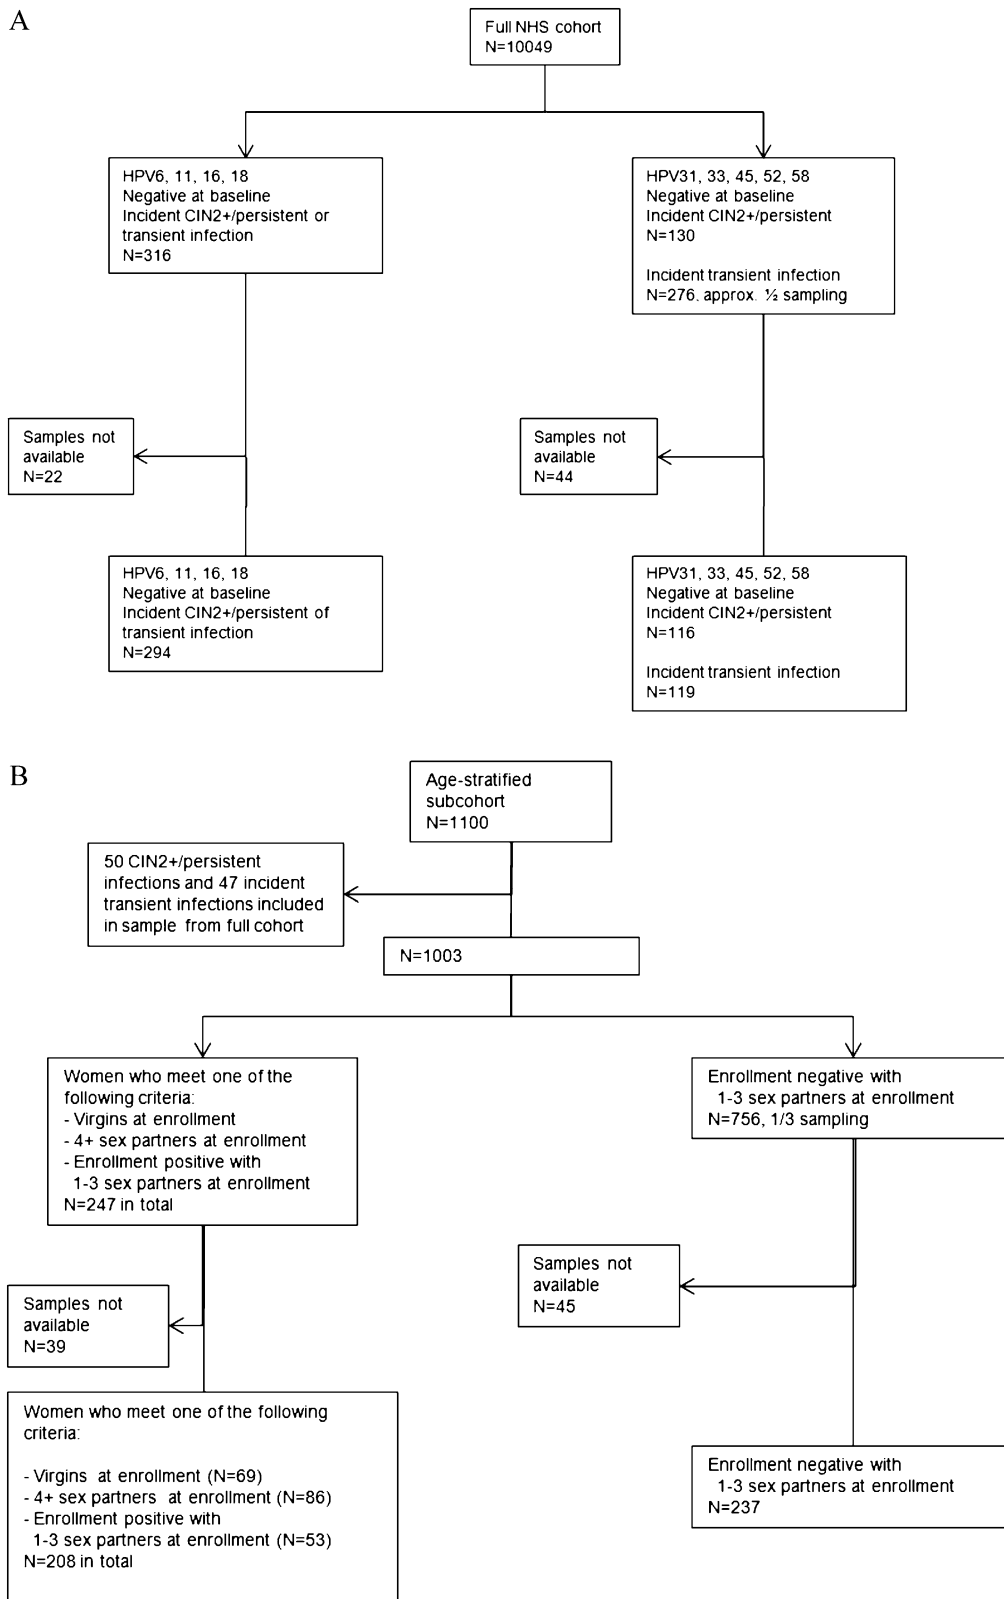 A
Full NHS cohort
N=10049
HPV6, 11, 16, 18
Negative at baseline
Incident CIN2+/persistent or
transient infection
N=316
HPV31, 33, 45, 52, 58
Negative at baseline
Incident CIN2+/persistent
N=130
Incident transient infection
N=276, approx. ½ sampling
Samples not
available
N=22
Samples not
available
N=44
HPV6, 11, 16, 18
Negative at baseline
Incident CIN2+/persistent of
transient infection
N=294
HPV31, 33, 45, 52, 58
Negative at baseline
Incident CIN2+/persistent
N=116
Incident transient infection
N=119
B
Age-stratified
subcohort
N=1100
50 CIN2+/persistent
infections and 47 incident
transient infections included
in sample from full cohort
N=1003
Women who meet one of the
following criteria:
- Virgins at enrollment
- 4+ sex partners at enrollment
- Enrollment positive with
1-3 sex partners at enrollment
N=247 in total
Enrollment negative with
1-3 sex partners at enrollment
N=756, 1/3 sampling
Samples not
available
N=39
Samples not
available
N=45
Women who meet one of the following
criteria:
- Virgins at enrollment (N=69)
- 4+ sex partners at enrollment (N=86)
- Enrollment positive with
1-3 sex partners at enrollment (N=53)
N=208 in total
Enrollment negative with
1-3 sex partners at enrollment
N=237